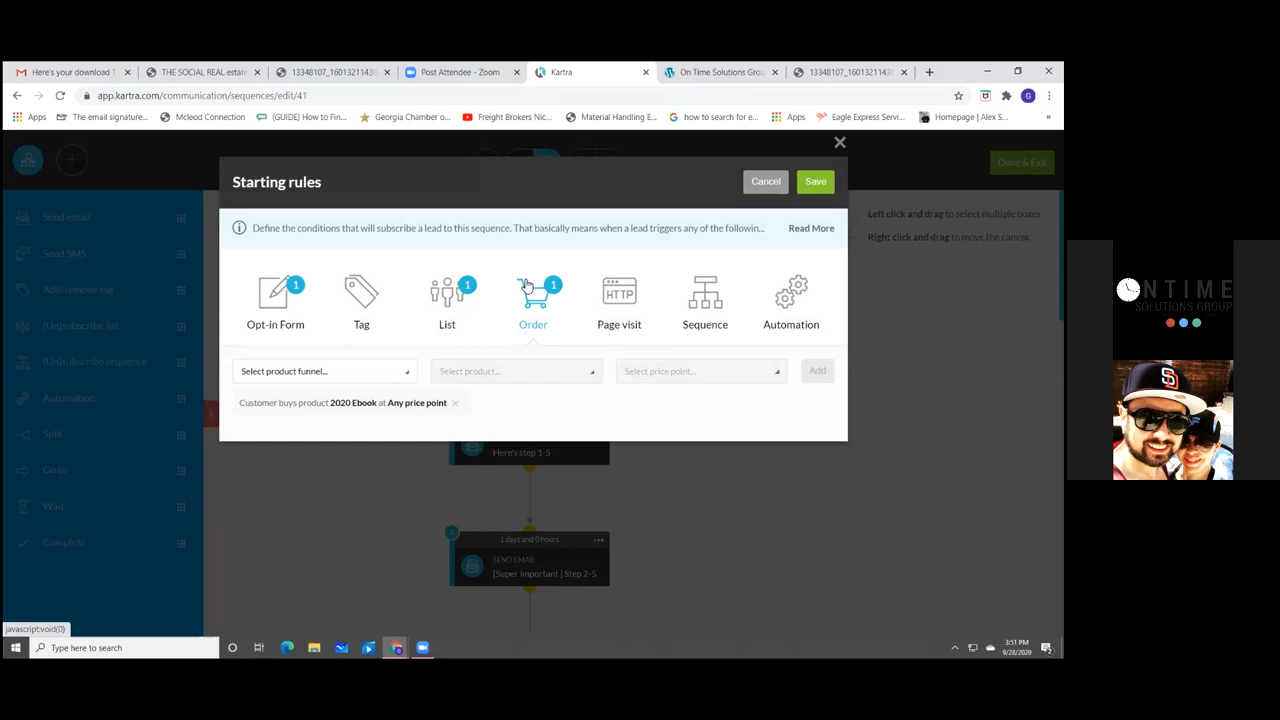 Here's your download T
THE SOCIAL REAL estate
13348107_16013211438
Post Attendee - Zoom
Kartra
On Time Solutions Grou
13348107_16013211438
app.kartra.com/communication/sequences/edit/41
G
Apps
The email signature...
Mcleod Connection
(GUIDE) How to Fin...
Georgia Chamber o...
Freight Brokers Nic...
Material Handling E...
how to search for e...
Apps
Eagle Express Servi...
Homepage | Alex S...
Starting rules
Cancel
Save
Done & Exit
Define the conditions that will subscribe a lead to this sequence. That basically means when a lead triggers any of the followin...
Read More
Left click and drag to select multiple boxes
Right click and drag to move the canvas
Send email
Send SMS
Add/remove tag
(Un)subscribe list
(Un)subscribe sequence
Automation
Split
Go to
Wait
Complete
1
1
1
HTTP
Opt-in Form
Tag
List
Order
Page visit
Sequence
Automation
Select product funnel...
Select product...
Select price point...
Add
Customer buys product 2020 Ebook at Any price point
Here's step 1-5
1 days and 0 hours
SEND EMAIL
[Super Important ] Step 2-5
javascript:void(0)
Type here to search
3:51 PM
9/28/2020
2
NTIME
SOLUTIONS GROUP
SD